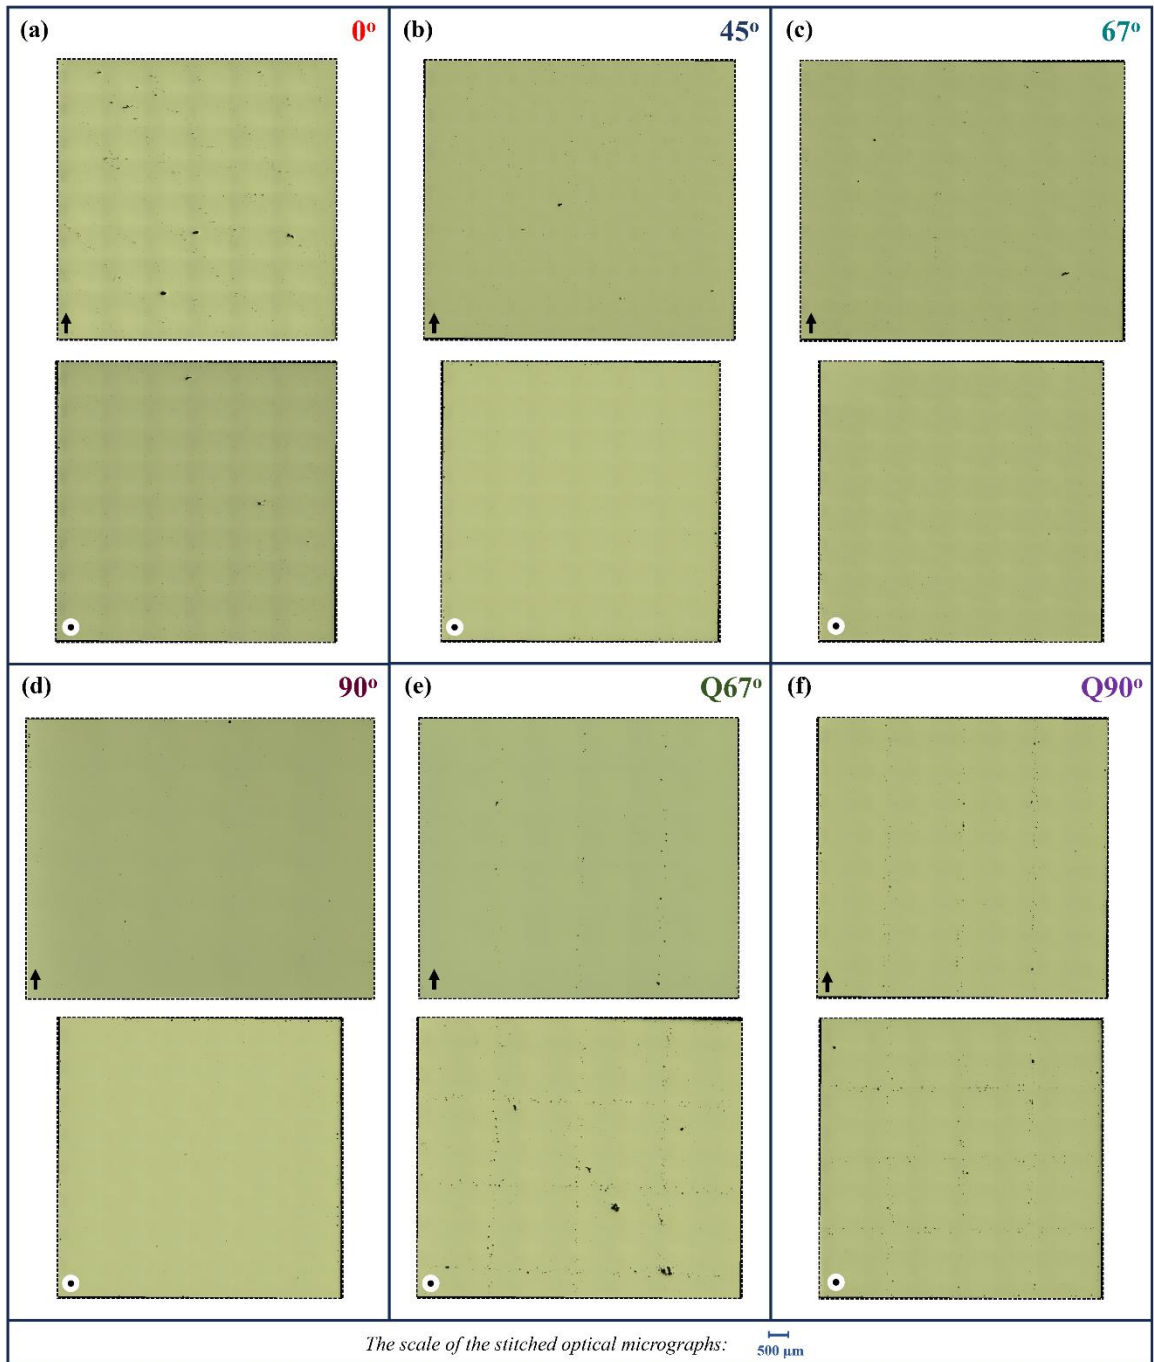 (a) 0°
(b) 45°
(c) 67°
(d) 90°
(e) Q67°
(f) Q90°
The scale of the stitched optical micrographs:
500 μm